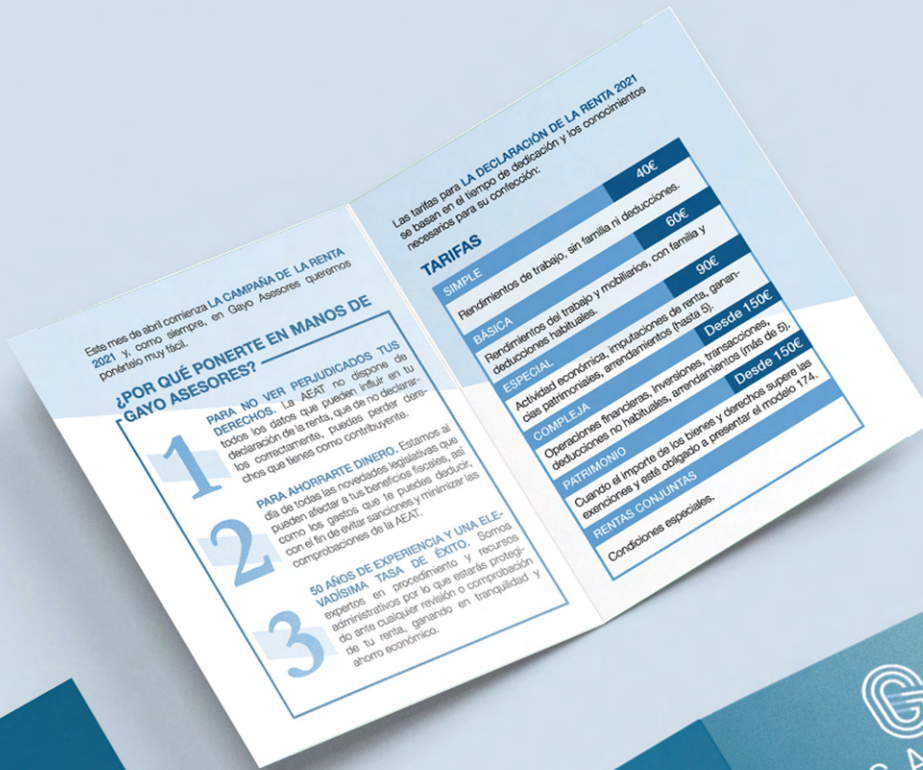 Este mes de abril comienza LA CAMPAÑA DE LA RENTA
2021 y, como siempre, en Gayo Asesores queremos
ponértelo muy fácil.
¿POR QUÉ PONERTE EN MANOS DE
GAYO ASESORES?
1
PARA NO VER PERJUDICADOS TUS
DERECHOS. La AEAT no dispone de
todos los datos que pueden influir en tu
declaración de la renta, que de no declarar-
los correctamente, puedes perder dere-
chos que tienes como contribuyente.
2
PARA AHORRARTE DINERO. Estamos al
día de todas las novedades legislativas que
pueden afectar a tus beneficios fiscales, así
como los gastos que te puedes deducir,
con el fin de evitar sanciones y minimizar las
comprobaciones de la AEAT.
3
50 AÑOS DE EXPERIENCIA Y UNA ELE-
VADÍSIMA TASA DE ÉXITO. Somos
expertos en procedimiento y recursos
administrativos por lo que estarás protegi-
do ante cualquier revisión o comprobación
de tu renta, ganando en tranquilidad y
ahorro económico.
Las tarifas para LA DECLARACIÓN DE LA RENTA 2021
se basan en el tiempo de dedicación y los conocimientos
necesarios para su confección:
TARIFAS
SIMPLE 40€
Rendimientos de trabajo, sin familia ni deducciones.
BÁSICA 60€
Rendimientos del trabajo y mobiliarios, con familia y
deducciones habituales.
ESPECIAL 90€
Actividad económica, imputaciones de renta, ganan-
cias patrimoniales, arrendamientos (hasta 5).
COMPLEJA Desde 150€
Operaciones financieras, inversiones, transacciones,
deducciones no habituales, arrendamientos (más de 5).
PATRIMONIO Desde 150€
Cuando el importe de los bienes y derechos supere las
exenciones y esté obligado a presentar el modelo 174.
RENTAS CONJUNTAS
Condiciones especiales.